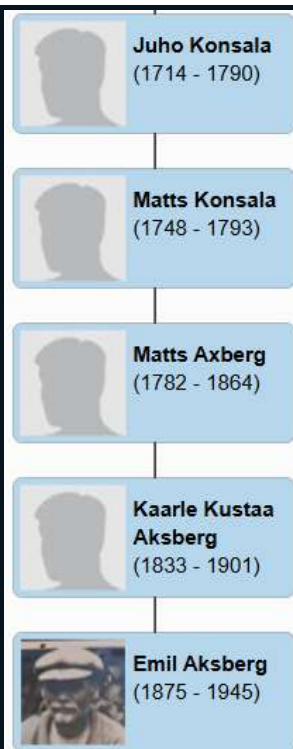 Juho Konsala
(1714 - 1790)
Matts Konsala
(1748 - 1793)
Matts Axberg
(1782 - 1864)
Kaarle Kustaa
Aksberg
(1833 - 1901)
Emil Aksberg
(1875 - 1945)